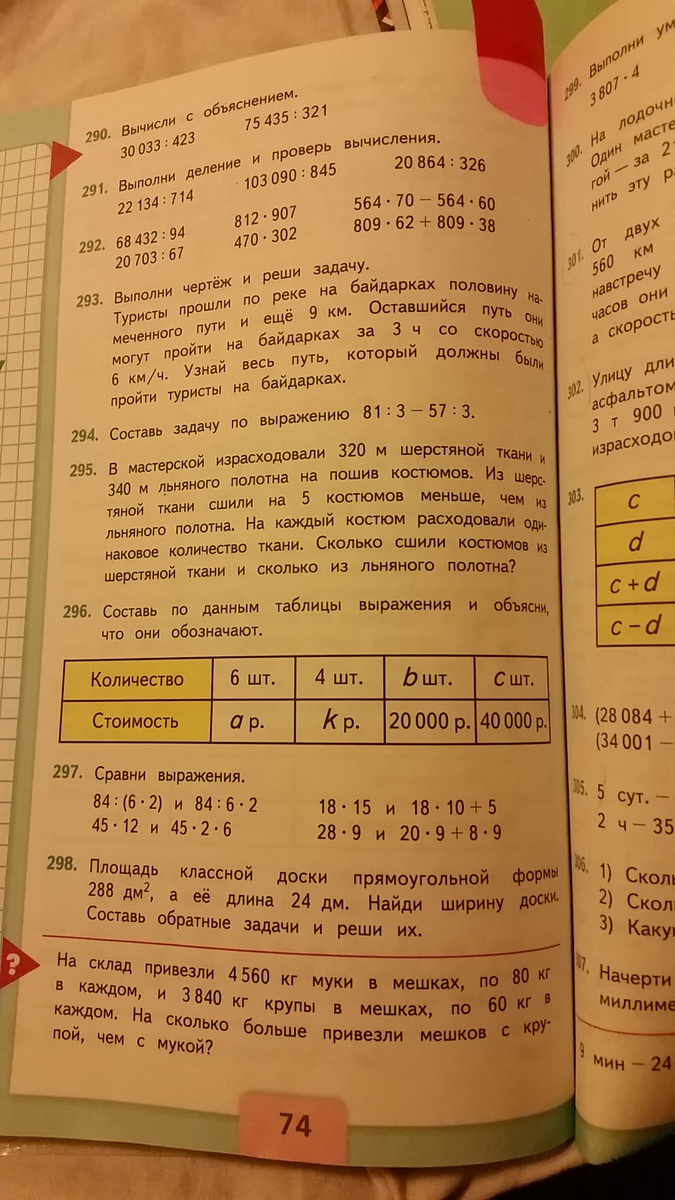 290. Вычисли с объяснением.
30 033 : 423 75 435 : 321
291. Выполни деление и проверь вычисления.
22 134 : 714 103 090 : 845 20 864 : 326
292. 68 432 : 94 812 · 907 564 · 70 − 564 · 60
20 703 : 67 470 · 302 809 · 62 + 809 · 38
293. Выполни чертёж и реши задачу.
Туристы прошли по реке на байдарках половину на-
меченного пути и ещё 9 км. Оставшийся путь они
могут пройти на байдарках за 3 ч со скоростью
6 км/ч. Узнай весь путь, который должны были
пройти туристы на байдарках.
294. Составь задачу по выражению 81 : 3 − 57 : 3.
295. В мастерской израсходовали 320 м шерстяной ткани и
340 м льняного полотна на пошив костюмов. Из шерс-
тяной ткани сшили на 5 костюмов меньше, чем из
льняного полотна. На каждый костюм расходовали оди-
наковое количество ткани. Сколько сшили костюмов из
шерстяной ткани и сколько из льняного полотна?
296. Составь по данным таблицы выражения и объясни,
что они обозначают.
Количество 6 шт. 4 шт. b шт. c шт.
Стоимость a р. k р. 20 000 р. 40 000 р.
297. Сравни выражения.
84 : (6 · 2) и 84 : 6 · 2 18 · 15 и 18 · 10 + 5
45 · 12 и 45 · 2 · 6 28 · 9 и 20 · 9 + 8 · 9
298. Площадь классной доски прямоугольной формы
288 дм², а её длина 24 дм. Найди ширину доски.
Составь обратные задачи и реши их.
?
На склад привезли 4 560 кг муки в мешках, по 80 кг
в каждом, и 3 840 кг крупы в мешках, по 60 кг в
каждом. На сколько больше привезли мешков с кру-
пой, чем с мукой?
74
299. Выполни
3 807 · 4
300. На
Один
— за
нить эту
301. От двух
560 км
навстречу
часов они
а
302. Улицу
3 т 900
303. c
d
c + d
c − d
304. (28 084 +
(34 001 −
305. 5 сут. −
2 ч − 35
306. 1)
2)
3)
307. Начерти
9 мин − 24